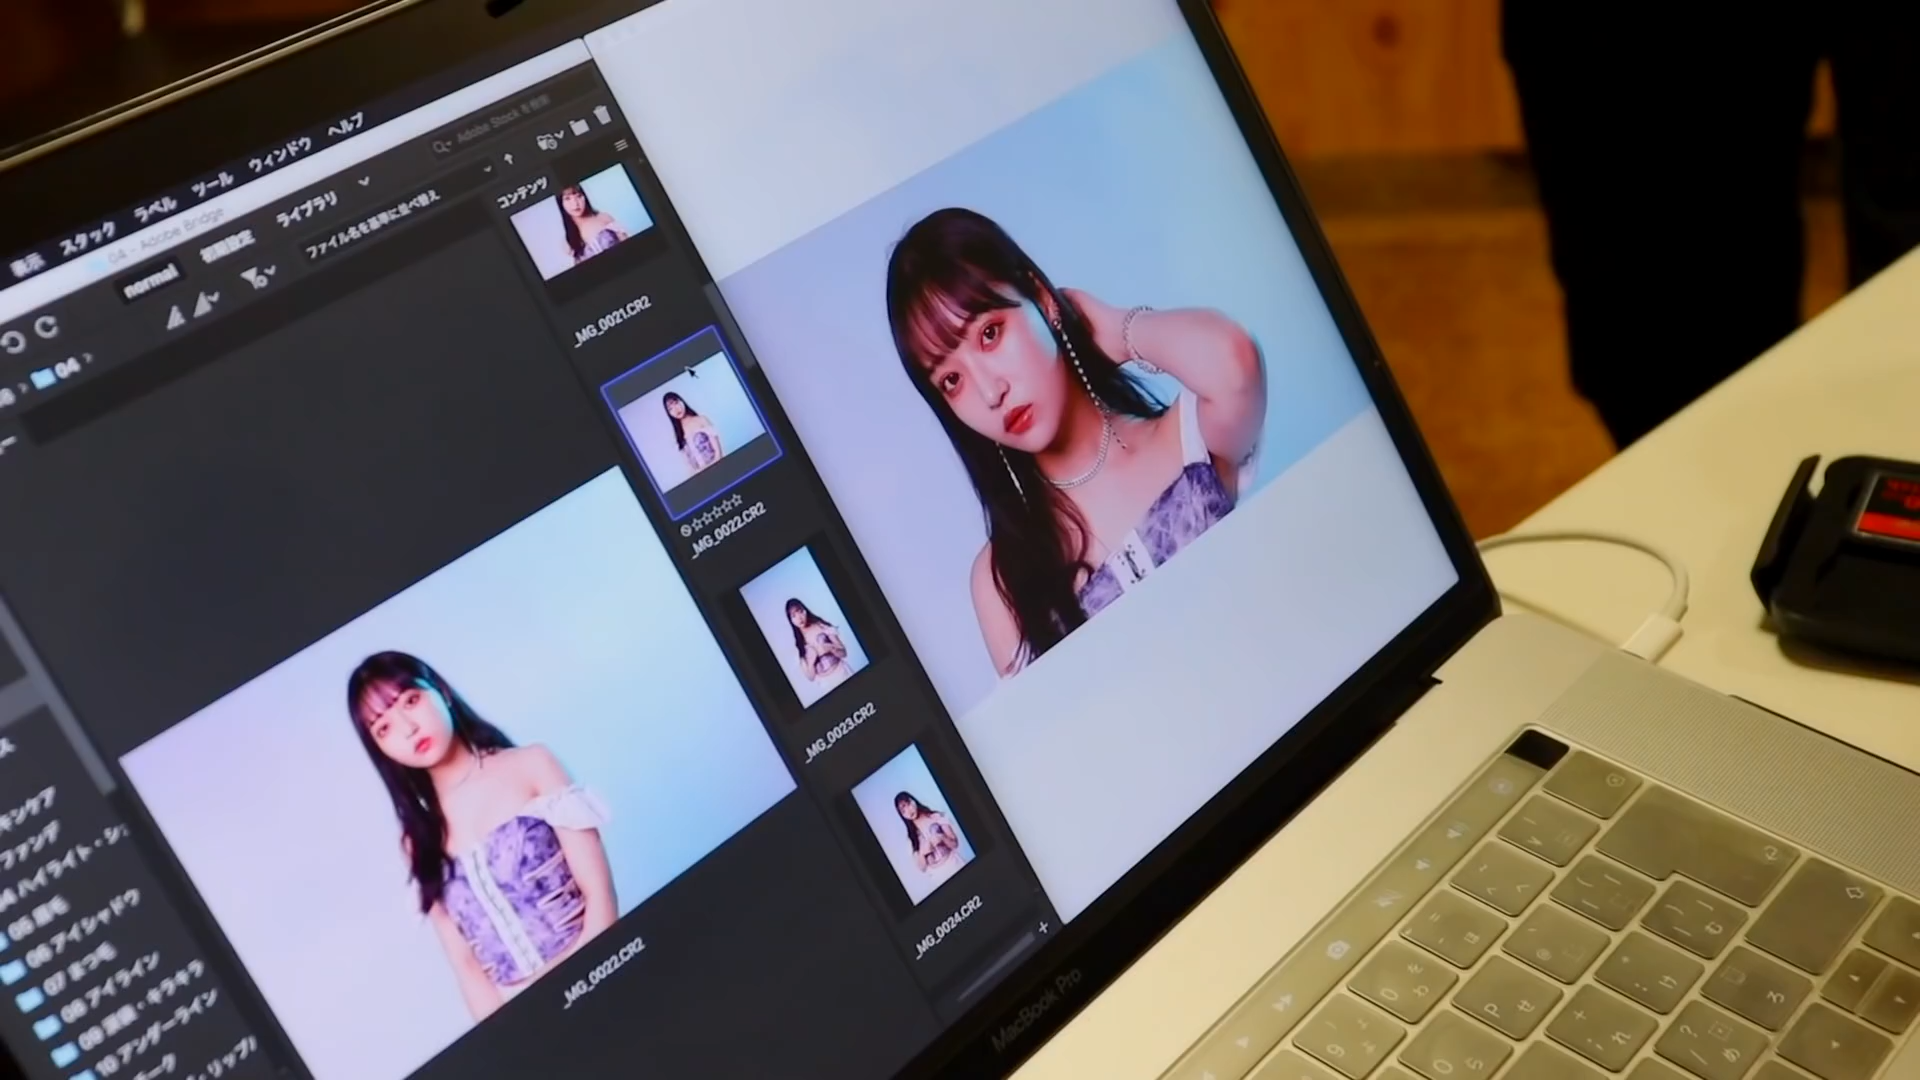 表示 スタック ラベル ツール ウィンドウ ヘルプ
04 - Adobe Bridge
normal 初期設定 ライブラリ
Adobe Stock を検索
ファイル名を基準に並べ替え
04
コンテンツ
_MG_0021.CR2
_MG_0022.CR2
_MG_0023.CR2
_MG_0024.CR2
_MG_0022.CR2
04 ハイライト・シェ
05 眉毛
06 アイシャドウ
07 まつ毛
08 アイライン
09 涙袋・キラキラ
10 アンダーライン
MacBook Pro